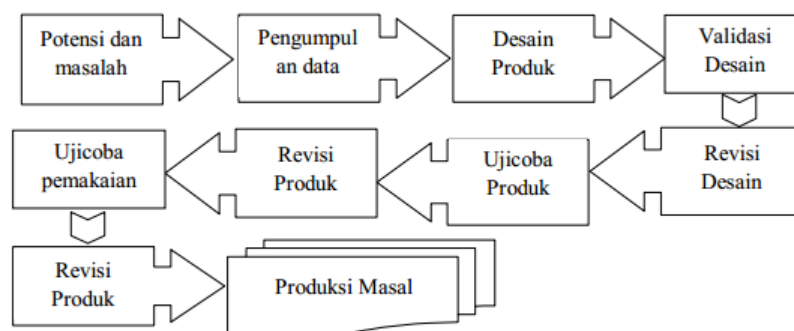 Potensi dan
masalah
Pengumpul
an data
Desain
Produk
Validasi
Desain
Revisi
Desain
Ujicoba
Produk
Revisi
Produk
Ujicoba
pemakaian
Revisi
Produk
Produksi Masal